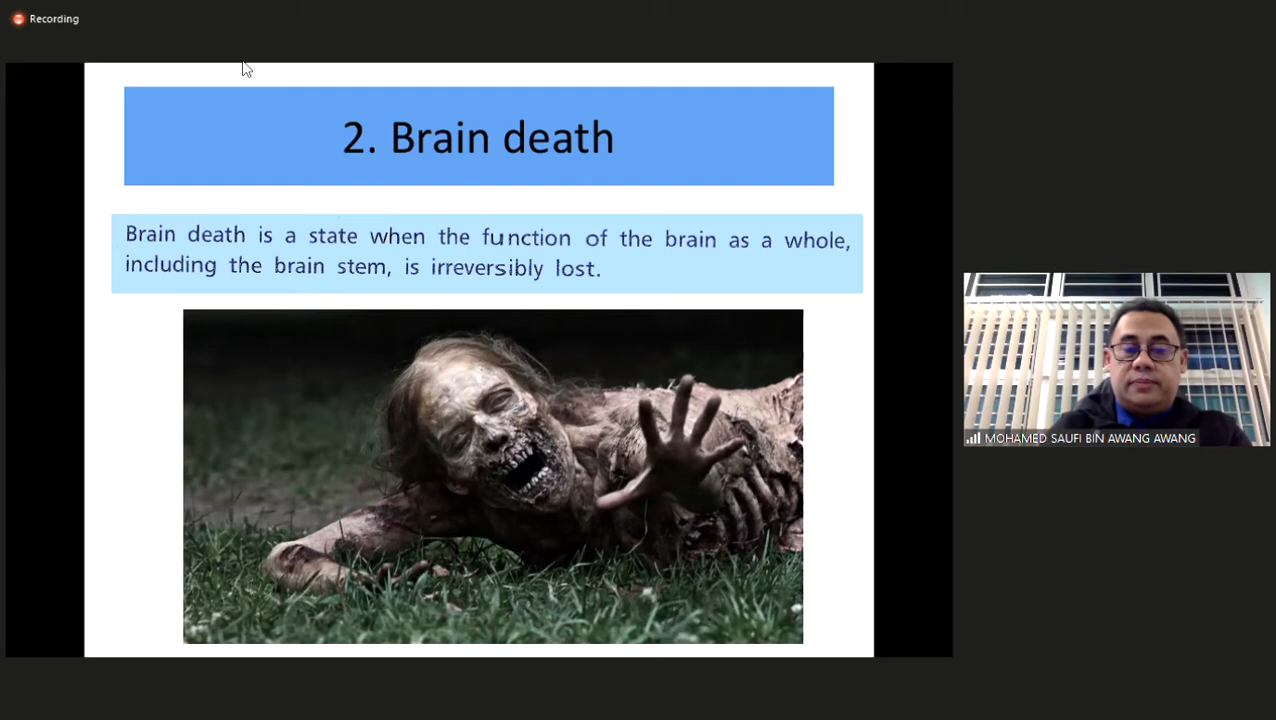 Recording
2. Brain death
Brain death is a state when the function of the brain as a whole,
including the brain stem, is irreversibly lost.
MOHAMED SAUFI BIN AWANG AWANG